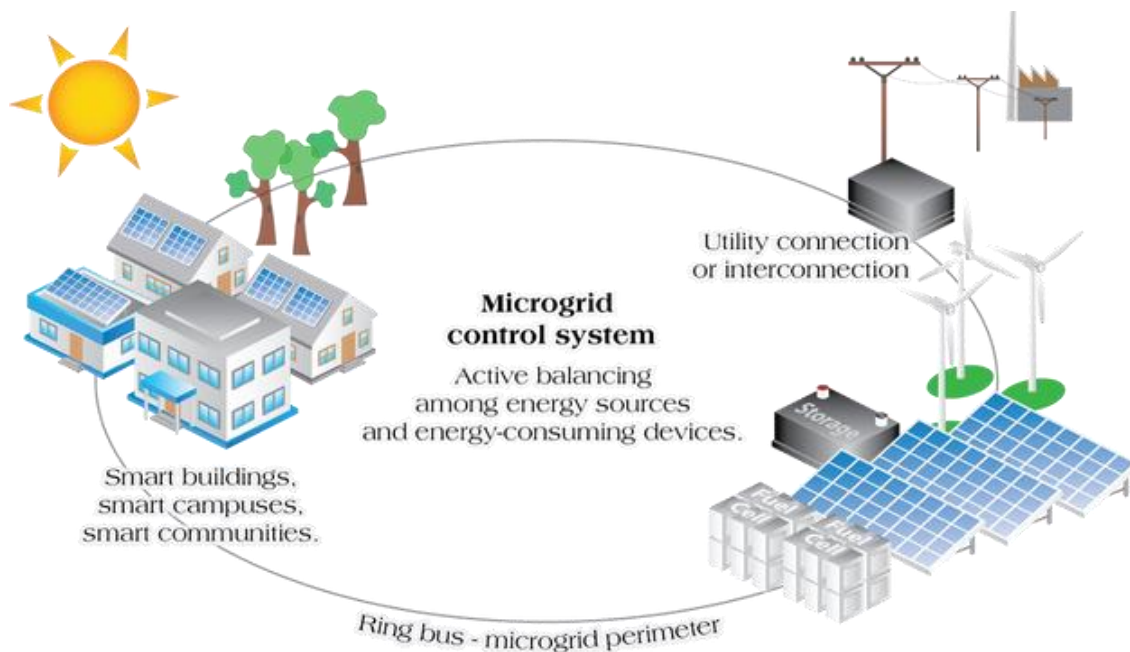 Utility connection
or interconnection
Microgrid
control system
Active balancing
among energy sources
and energy-consuming devices.
Storage
Smart buildings,
smart campuses,
smart communities.
Fuel
Cell
Fuel
Cell
Ring bus - microgrid perimeter